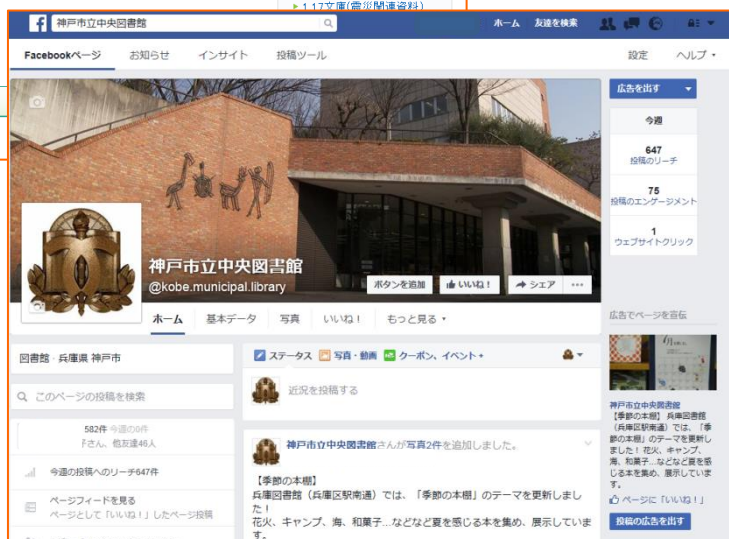 ▶ 1.17文庫(震災関連資料)
神戸市立中央図書館
ホーム 友達を検索
Facebookページ お知らせ インサイト 投稿ツール 設定 ヘルプ
広告を出す
今週
647
投稿のリーチ
75
投稿のエンゲージメント
1
ウェブサイトクリック
神戸市立中央図書館
@kobe.municipal.library
ボタンを追加 いいね! シェア ...
ホーム 基本データ 写真 いいね! もっと見る
広告でページを宣伝
図書館 · 兵庫県 神戸市
このページの投稿を検索
582件 今週の0件
さん、他友達46人
今週の投稿へのリーチ647件
ページフィードを見る
ページとして「いいね!」したページ投稿
ステータス 写真・動画 クーポン、イベント +
近況を投稿する
神戸市立中央図書館さんが写真2件を追加しました。
【季節の本棚】
兵庫図書館(兵庫区駅南通)では、「季節の本棚」のテーマを更新しまし
た!
花火、キャンプ、海、和菓子…などなど夏を感じる本を集め、展示していま
す。
神戸市立中央図書館
【季節の本棚】 兵庫図書館
(兵庫区駅南通)では、「季
節の本棚」のテーマを更新し
ました! 花火、キャンプ、
海、和菓子…などなど夏を感
じる本を集め、展示していま
す。
ページに「いいね!」
投稿の広告を出す